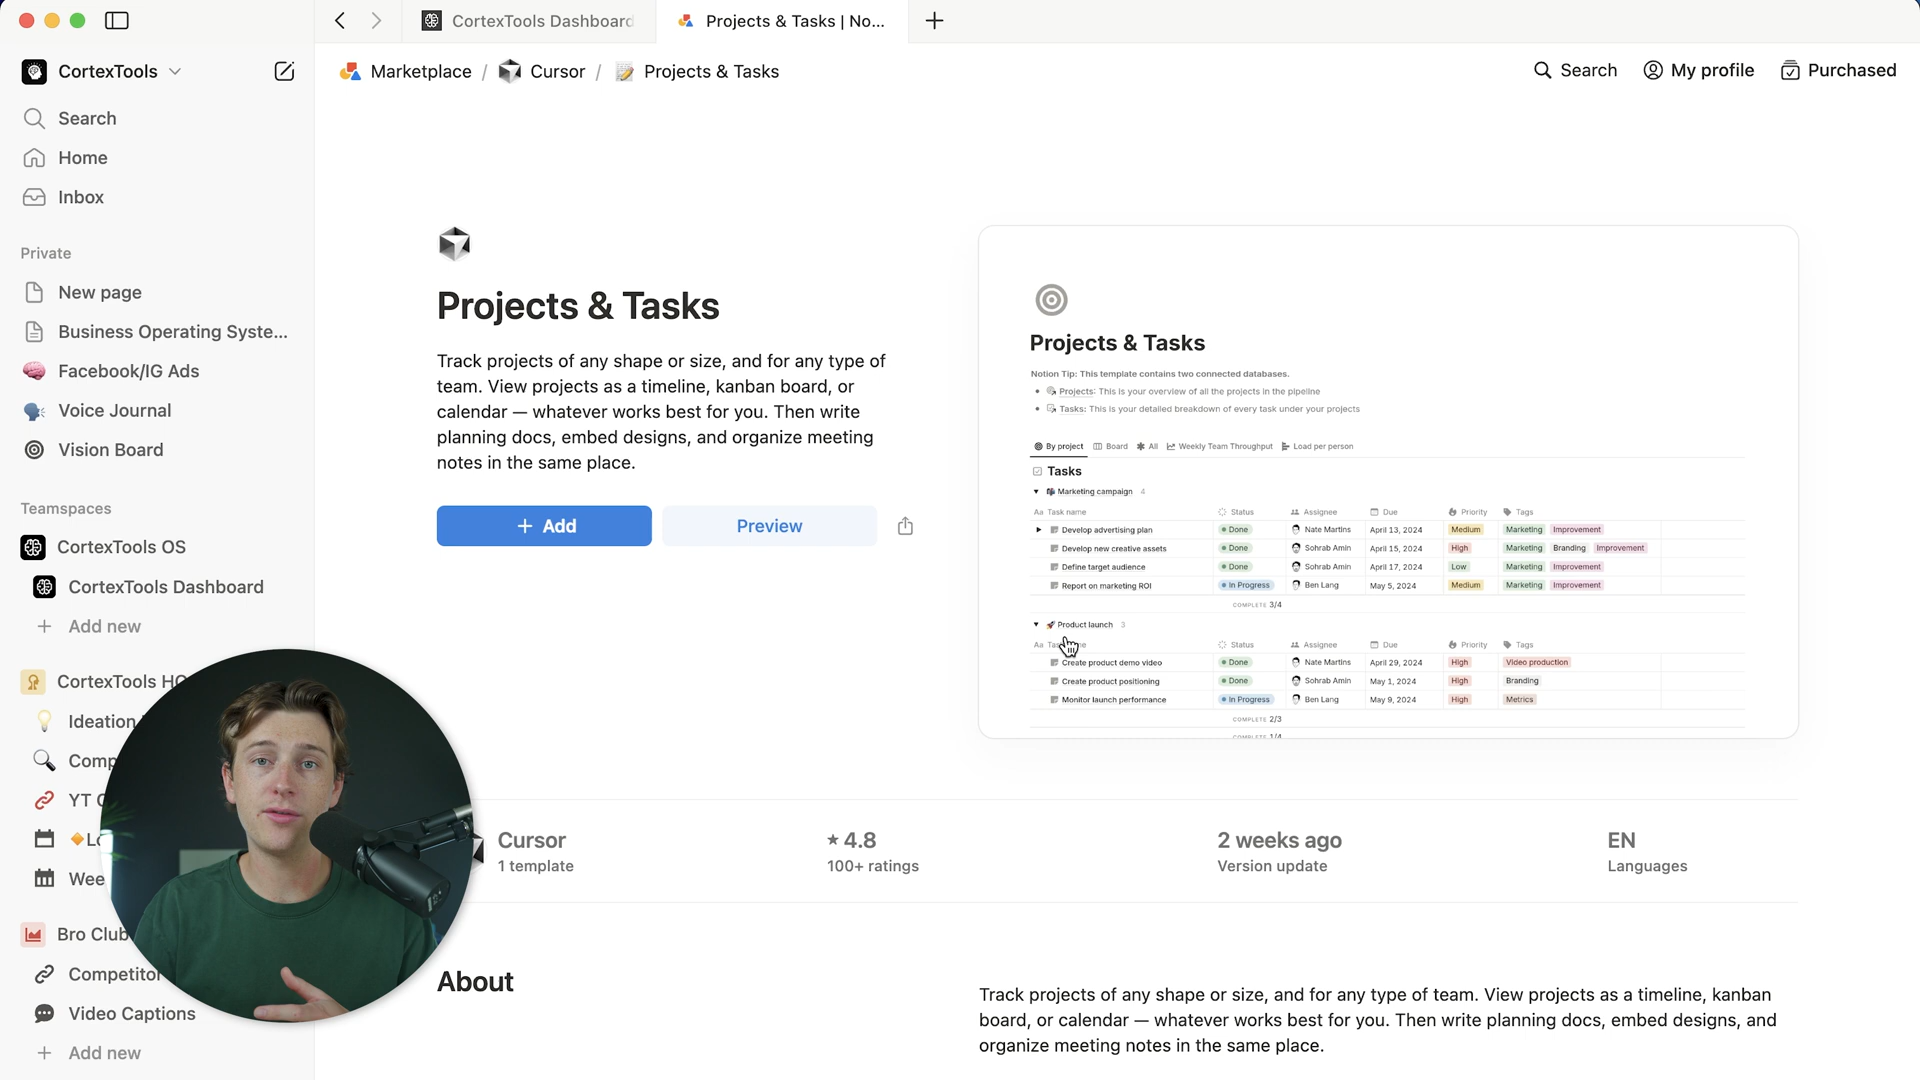 CortexTools Dashboard
Projects & Tasks | No...
CortexTools
Search
Home
Inbox
Private
New page
Business Operating Syste...
Facebook/IG Ads
Voice Journal
Vision Board
Teamspaces
CortexTools OS
CortexTools Dashboard
Add new
CortexTools HQ
Ideation
Comp
YT
Wee
Bro Club
Competitor
Video Captions
Add new
Marketplace / Cursor / Projects & Tasks
Search
My profile
Purchased
Projects & Tasks
Track projects of any shape or size, and for any type of
team. View projects as a timeline, kanban board, or
calendar — whatever works best for you. Then write
planning docs, embed designs, and organize meeting
notes in the same place.
+ Add
Preview
Projects & Tasks
Notion Tip: This template contains two connected databases.
• Projects: This is your overview of all the projects in the pipeline
• Tasks: This is your detailed breakdown of every task under your projects
By project Board All Weekly Team Throughput Load per person
Tasks
Marketing campaign 4
Aa Task name Status Assignee Due Priority Tags
Develop advertising plan Done Nate Martins April 13, 2024 Medium Marketing Improvement
Develop new creative assets Done Sohrab Amin April 15, 2024 High Marketing Branding Improvement
Define target audience Done Sohrab Amin April 17, 2024 Low Marketing Improvement
Report on marketing ROI In Progress Ben Lang May 5, 2024 Medium Marketing Improvement
COMPLETE 3/4
Product launch 3
Aa Status Assignee Due Priority Tags
Create product demo video Done Nate Martins April 29, 2024 High Video production
Create product positioning Done Sohrab Amin May 1, 2024 High Branding
Monitor launch performance In Progress Ben Lang May 9, 2024 High Metrics
COMPLETE 2/3
COMPLETE 1/4
Cursor
1 template
★ 4.8
100+ ratings
2 weeks ago
Version update
EN
Languages
About
Track projects of any shape or size, and for any type of team. View projects as a timeline, kanban
board, or calendar — whatever works best for you. Then write planning docs, embed designs, and
organize meeting notes in the same place.